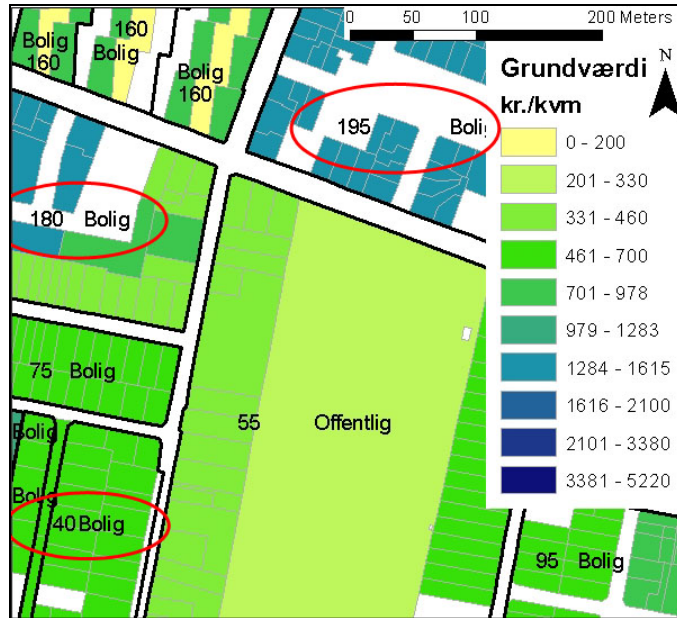 0 50 100 200 Meters
160
Bolig
Bolig
160
Bolig
160
195 Boli
180 Bolig
75 Bolig
55 Offentlig
Bolig
Bolig
40 Bolig
95 Bolig
N
Grundværdi
kr./kvm
0 - 200
201 - 330
331 - 460
461 - 700
701 - 978
979 - 1283
1284 - 1615
1616 - 2100
2101 - 3380
3381 - 5220